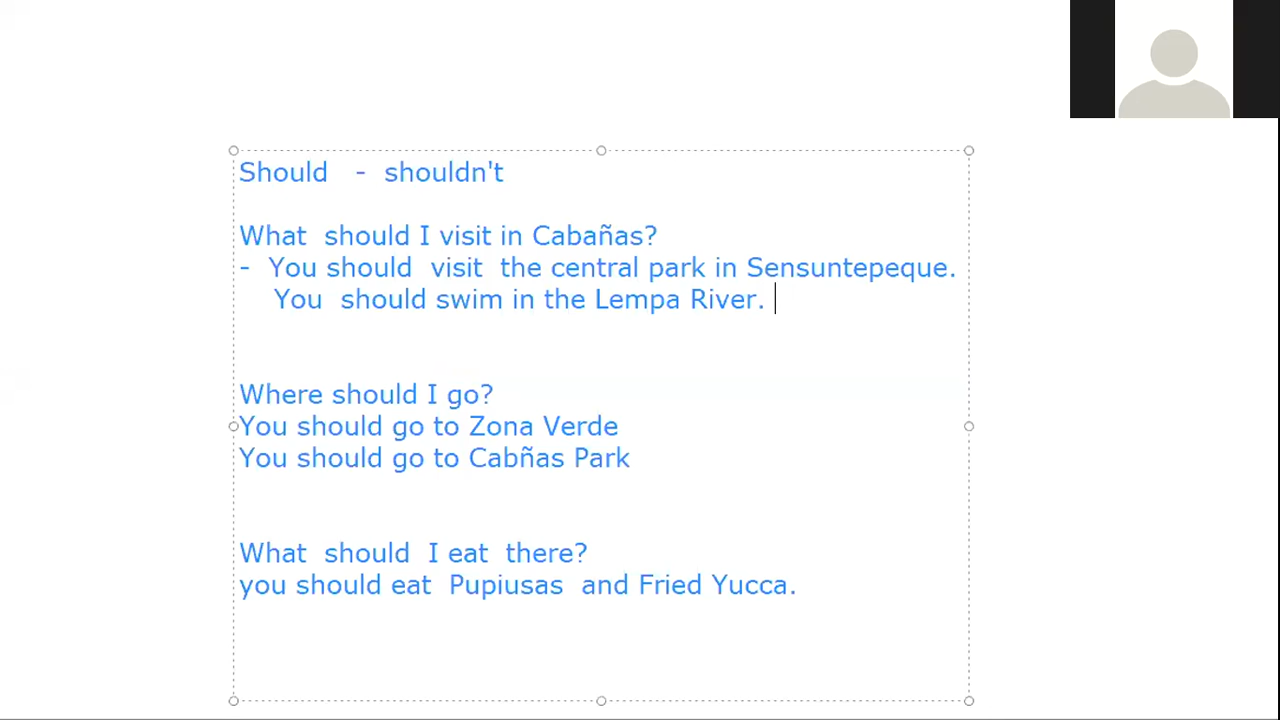 Should - shouldn't
What should I visit in Cabañas?
- You should visit the central park in Sensuntepeque.
You should swim in the Lempa River.
Where should I go?
You should go to Zona Verde
You should go to Cabñas Park
What should I eat there?
you should eat Pupiusas and Fried Yucca.